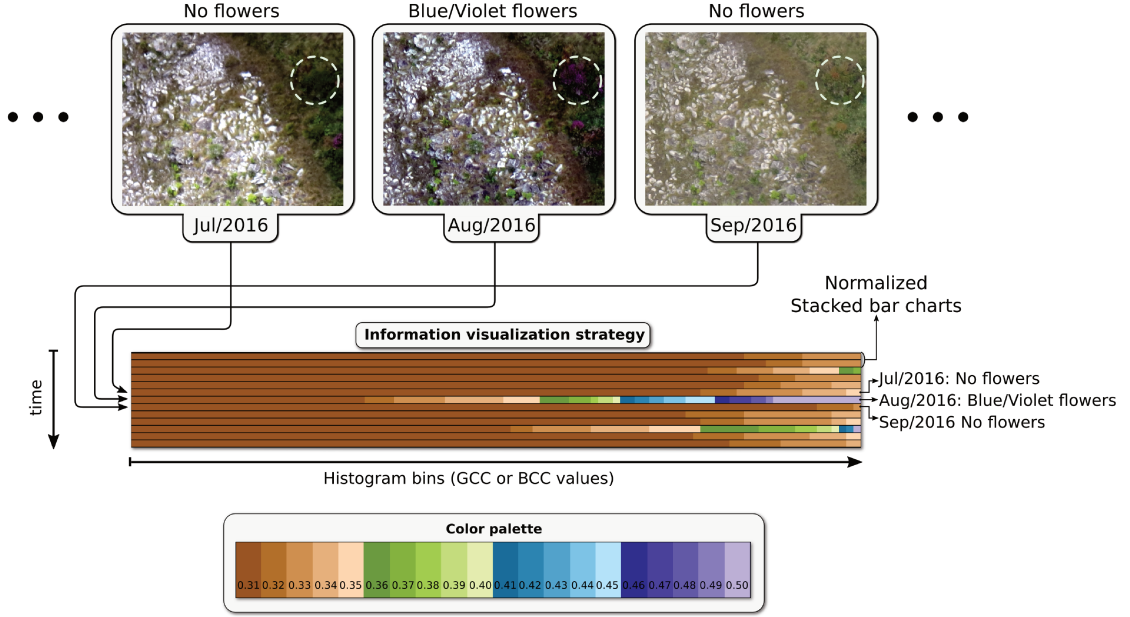 No flowers
Blue/Violet flowers
No flowers
Jul/2016
Aug/2016
Sep/2016
Normalized
Stacked bar charts
Information visualization strategy
time
Jul/2016: No flowers
Aug/2016: Blue/Violet flowers
Sep/2016 No flowers
Histogram bins (GCC or BCC values)
Color palette
0.31 0.32 0.33 0.34 0.35 0.36 0.37 0.38 0.39 0.40 0.41 0.42 0.43 0.44 0.45 0.46 0.47 0.48 0.49 0.50